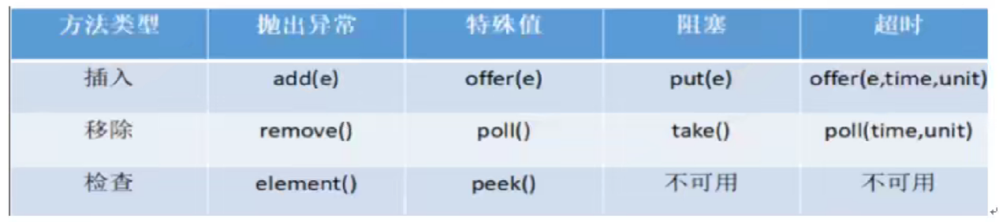 方法类型 抛出异常 特殊值 阻塞 超时
插入 add(e) offer(e) put(e) offer(e,time,unit)
移除 remove() poll() take() poll(time,unit)
检查 element() peek() 不可用 不可用